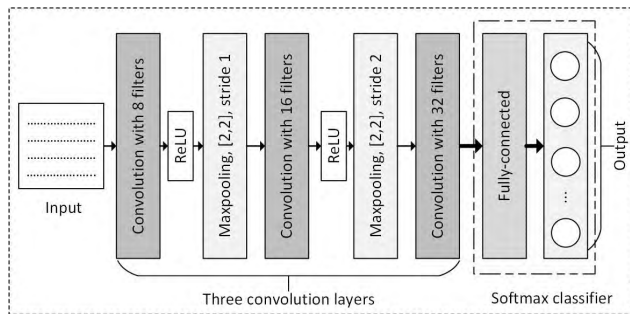 Input
Convolution with 8 filters
ReLU
Maxpooling, [2,2], stride 1
Convolution with 16 filters
ReLU
Maxpooling, [2,2], stride 2
Convolution with 32 filters
Fully-connected
...
Output
Three convolution layers
Softmax classifier